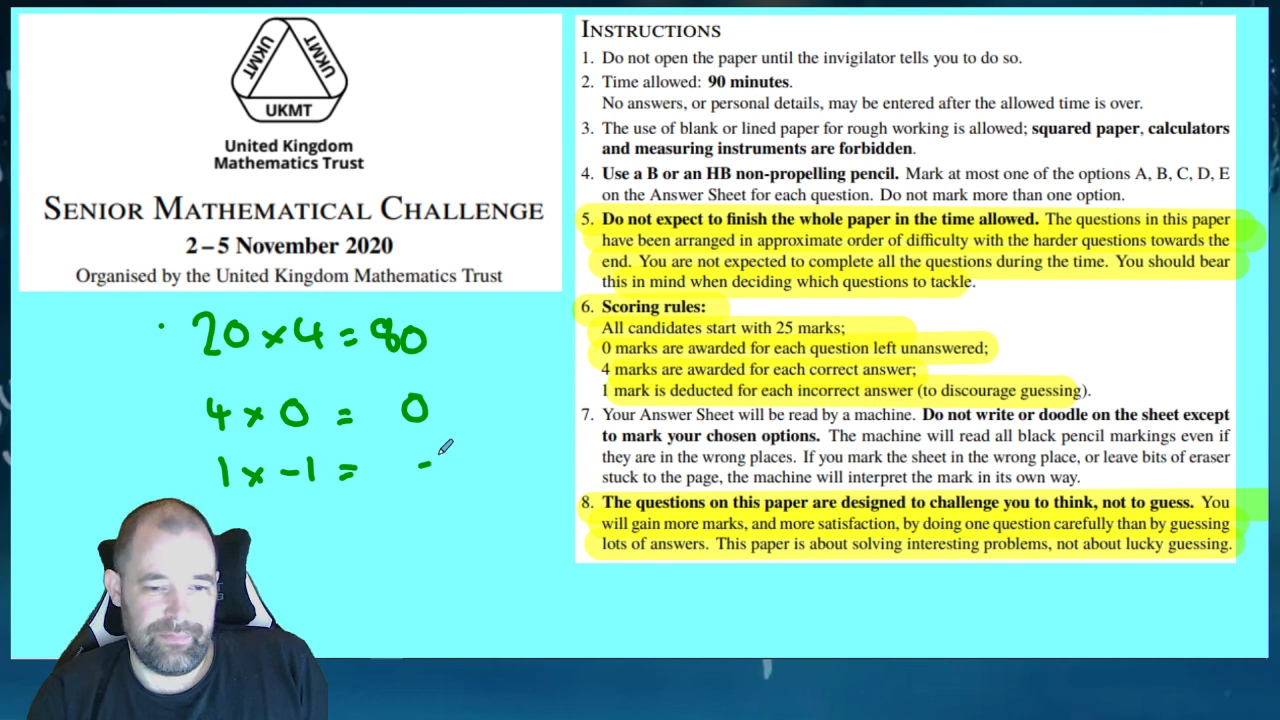 UKMT
UKMT
UKMT
United Kingdom
Mathematics Trust
SENIOR MATHEMATICAL CHALLENGE
2 – 5 November 2020
Organised by the United Kingdom Mathematics Trust
20 × 4 = 80
4 × 0 = 0
1 × -1 = -
INSTRUCTIONS
1. Do not open the paper until the invigilator tells you to do so.
2. Time allowed: 90 minutes.
No answers, or personal details, may be entered after the allowed time is over.
3. The use of blank or lined paper for rough working is allowed; squared paper, calculators
and measuring instruments are forbidden.
4. Use a B or an HB non-propelling pencil. Mark at most one of the options A, B, C, D, E
on the Answer Sheet for each question. Do not mark more than one option.
5. Do not expect to finish the whole paper in the time allowed. The questions in this paper
have been arranged in approximate order of difficulty with the harder questions towards the
end. You are not expected to complete all the questions during the time. You should bear
this in mind when deciding which questions to tackle.
6. Scoring rules:
All candidates start with 25 marks;
0 marks are awarded for each question left unanswered;
4 marks are awarded for each correct answer;
1 mark is deducted for each incorrect answer (to discourage guessing).
7. Your Answer Sheet will be read by a machine. Do not write or doodle on the sheet except
to mark your chosen options. The machine will read all black pencil markings even if
they are in the wrong places. If you mark the sheet in the wrong place, or leave bits of eraser
stuck to the page, the machine will interpret the mark in its own way.
8. The questions on this paper are designed to challenge you to think, not to guess. You
will gain more marks, and more satisfaction, by doing one question carefully than by guessing
lots of answers. This paper is about solving interesting problems, not about lucky guessing.